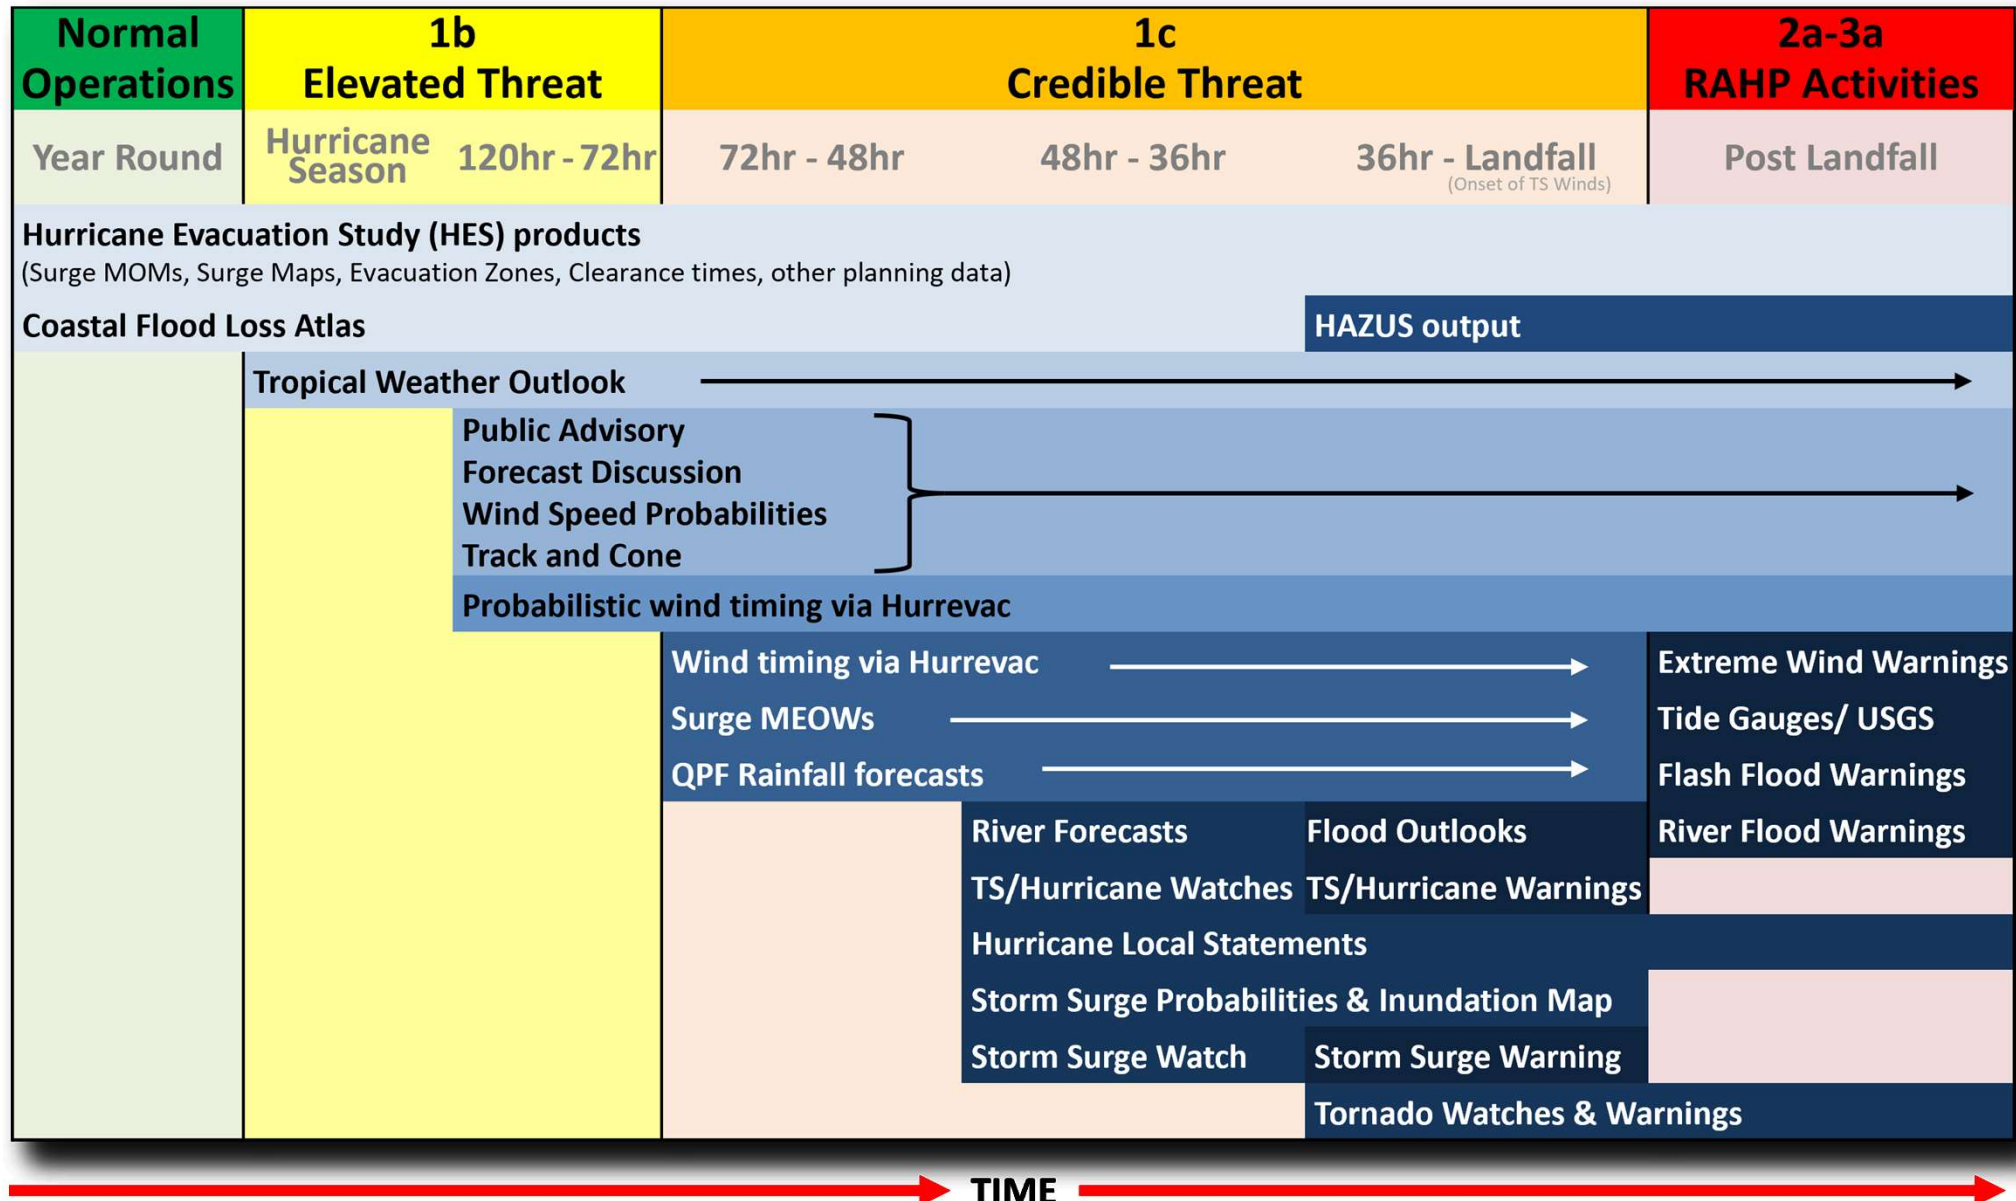 Normal
Operations
1b
Elevated Threat
1c
Credible Threat
2a-3a
RAHP Activities
Year Round
Hurricane
Season
120hr - 72hr
72hr - 48hr
48hr - 36hr
36hr - Landfall
(Onset of TS Winds)
Post Landfall
Hurricane Evacuation Study (HES) products
(Surge MOMs, Surge Maps, Evacuation Zones, Clearance times, other planning data)
Coastal Flood Loss Atlas
HAZUS output
Tropical Weather Outlook
Public Advisory
Forecast Discussion
Wind Speed Probabilities
Track and Cone
Probabilistic wind timing via Hurrevac
Wind timing via Hurrevac
Extreme Wind Warnings
Surge MEOWs
Tide Gauges/ USGS
QPF Rainfall forecasts
Flash Flood Warnings
River Forecasts
Flood Outlooks
River Flood Warnings
TS/Hurricane Watches
TS/Hurricane Warnings
Hurricane Local Statements
Storm Surge Probabilities & Inundation Map
Storm Surge Watch
Storm Surge Warning
Tornado Watches & Warnings
TIME